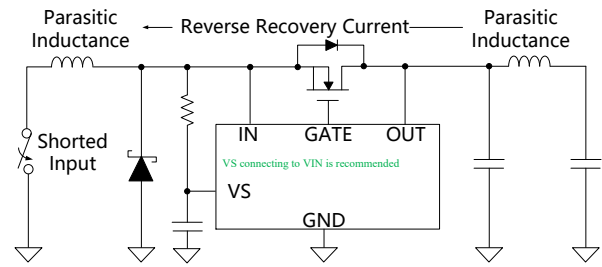 Parasitic
Inductance
Reverse Recovery Current
Parasitic
Inductance
Shorted
Input
IN
GATE
OUT
VS connecting to VIN is recommended
VS
GND